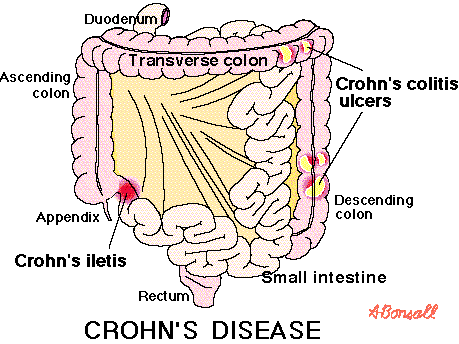 Duodenum
Transverse colon
Ascending
colon
Crohn's colitis
ulcers
Appendix
Descending
colon
Crohn's iletis
Small intestine
Rectum
ABonsall
CROHN'S DISEASE